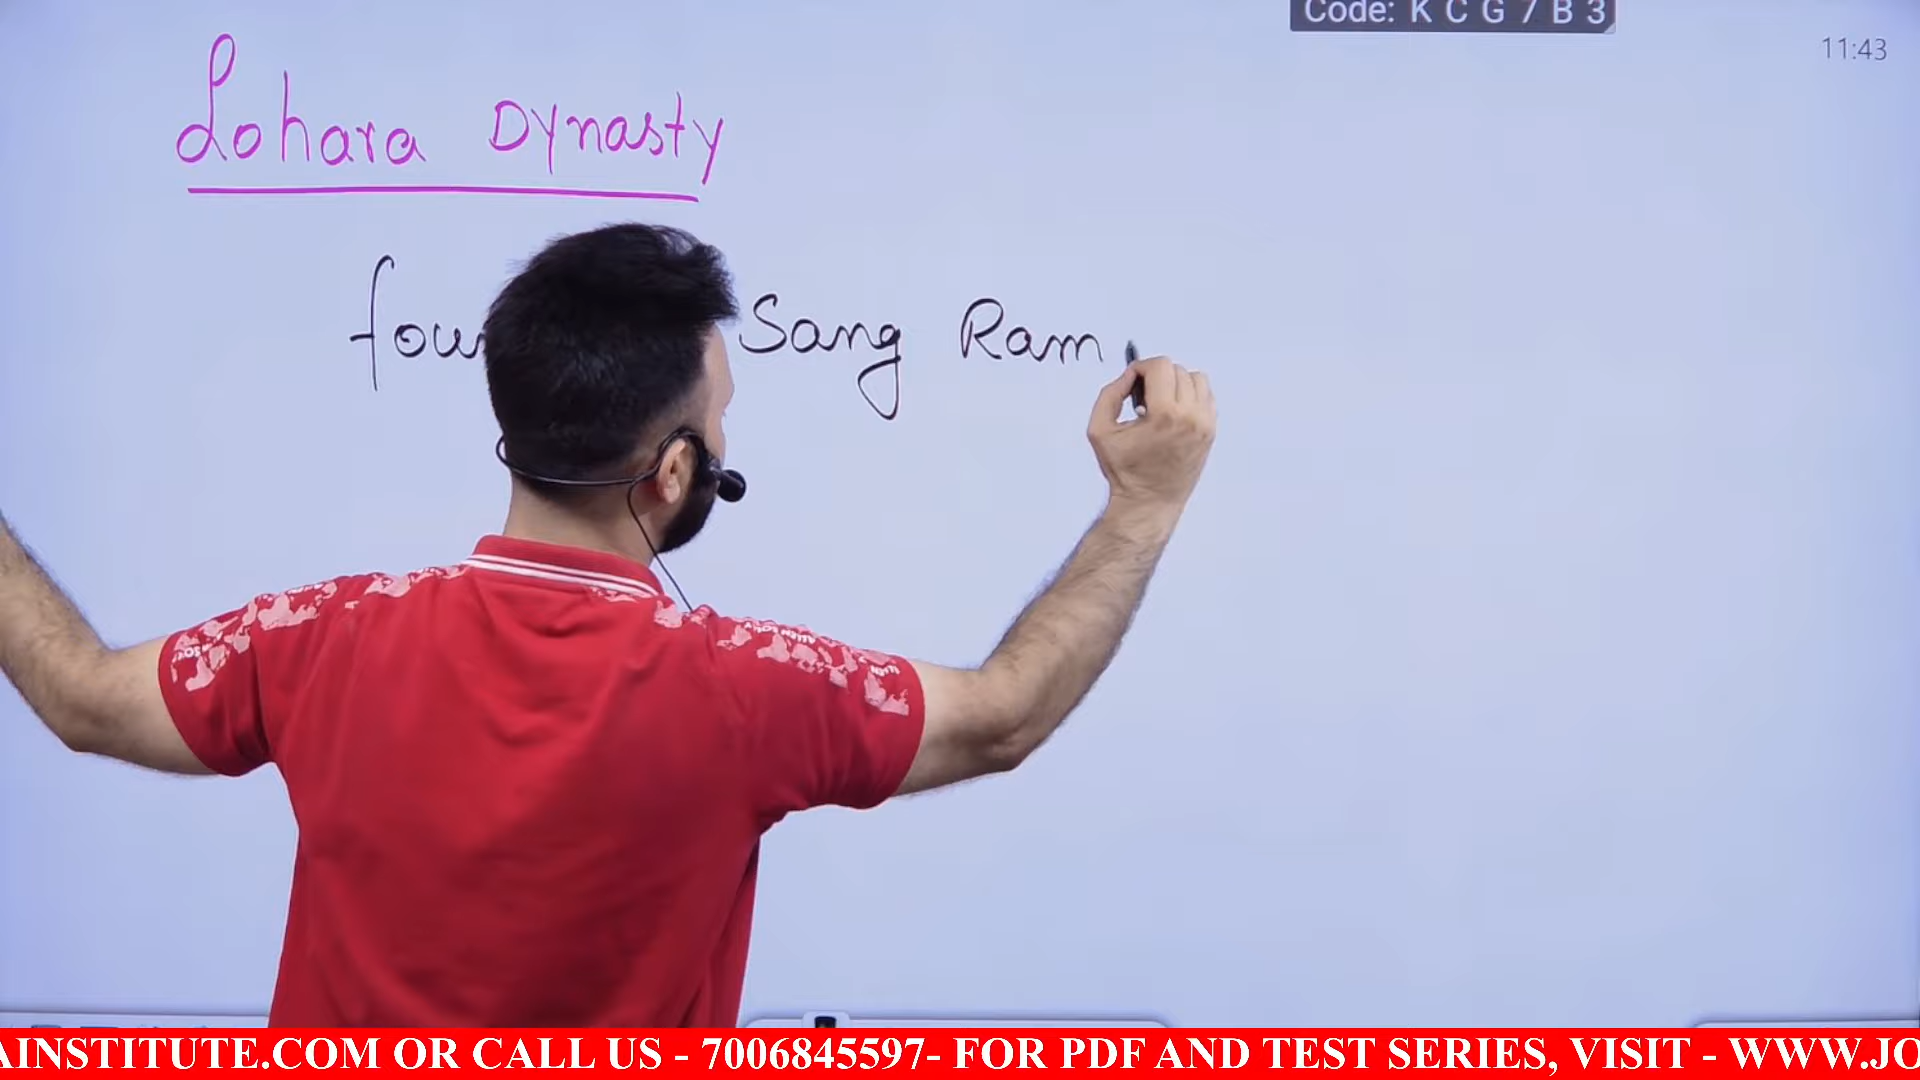 Code: K C G 7 B 3
11:43
Lohara Dynasty
Sang Ram
AINSTITUTE.COM OR CALL US - 7006845597- FOR PDF AND TEST SERIES, VISIT - WWW.JO